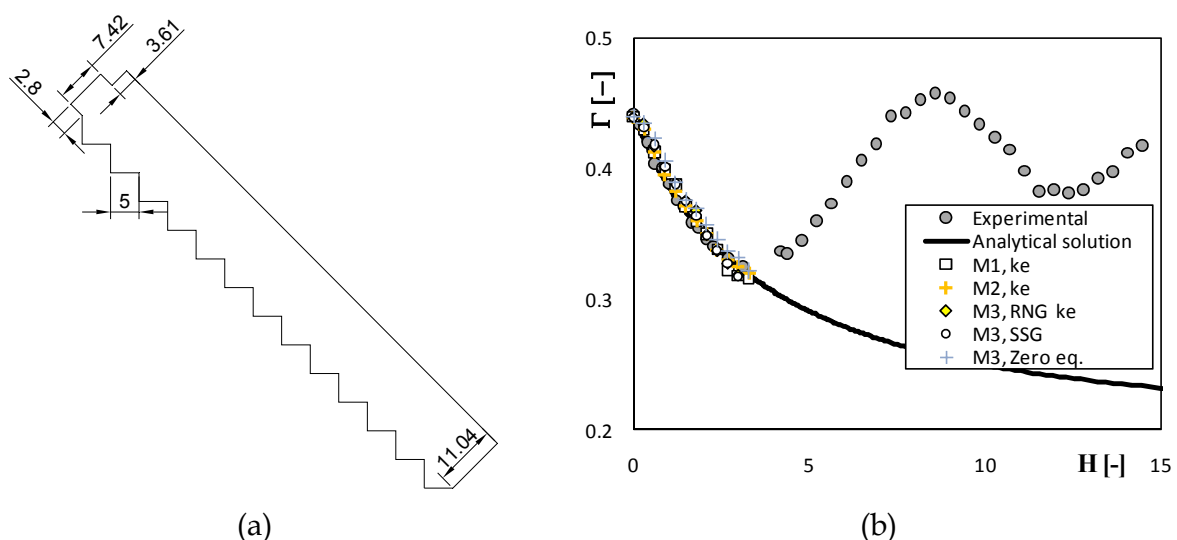 7.42
3.61
2.8
5
11.04
(a)
0.5
0.4
0.3
0.2
Γ [−]
0
5
10
15
H [-]
Experimental
Analytical solution
M1, ke
M2, ke
M3, RNG ke
M3, SSG
M3, Zero eq.
(b)